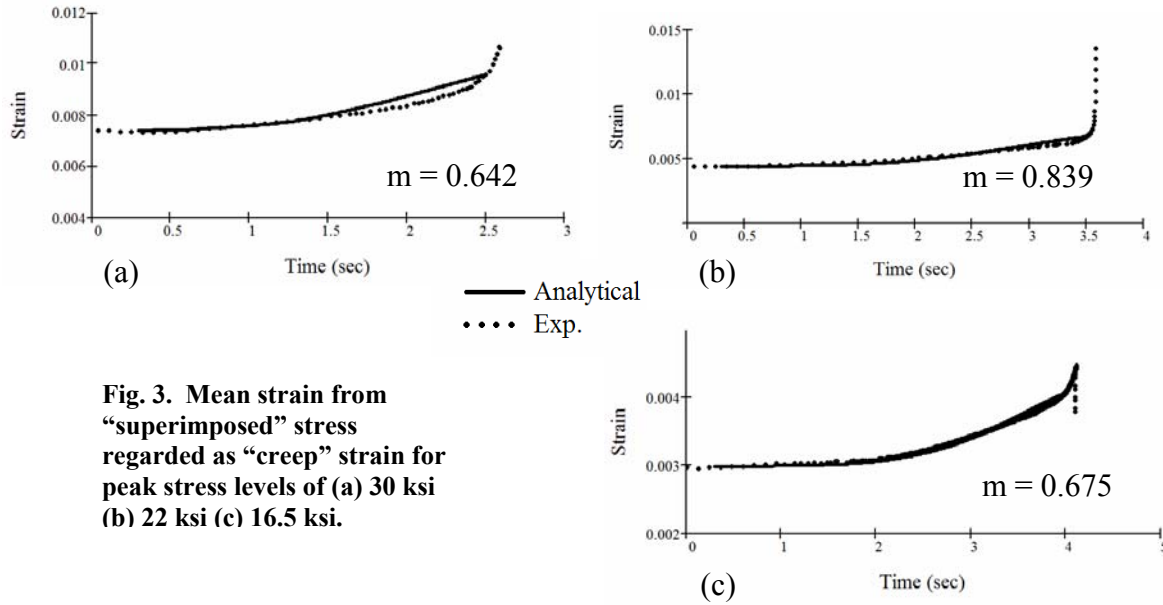 0.012
0.01
0.008
0.006
0.004
Strain
0 0.5 1 1.5 2 2.5 3
Time (sec)
m = 0.642
(a)
0.015
0.01
0.005
Strain
0 0.5 1 1.5 2 2.5 3 3.5 4
Time (sec)
m = 0.839
(b)
Analytical
Exp.
Fig. 3. Mean strain from
“superimposed” stress
regarded as “creep” strain for
peak stress levels of (a) 30 ksi
(b) 22 ksi (c) 16.5 ksi.
0.004
0.003
0.002
Strain
0 1 2 3 4 5
Time (sec)
m = 0.675
(c)